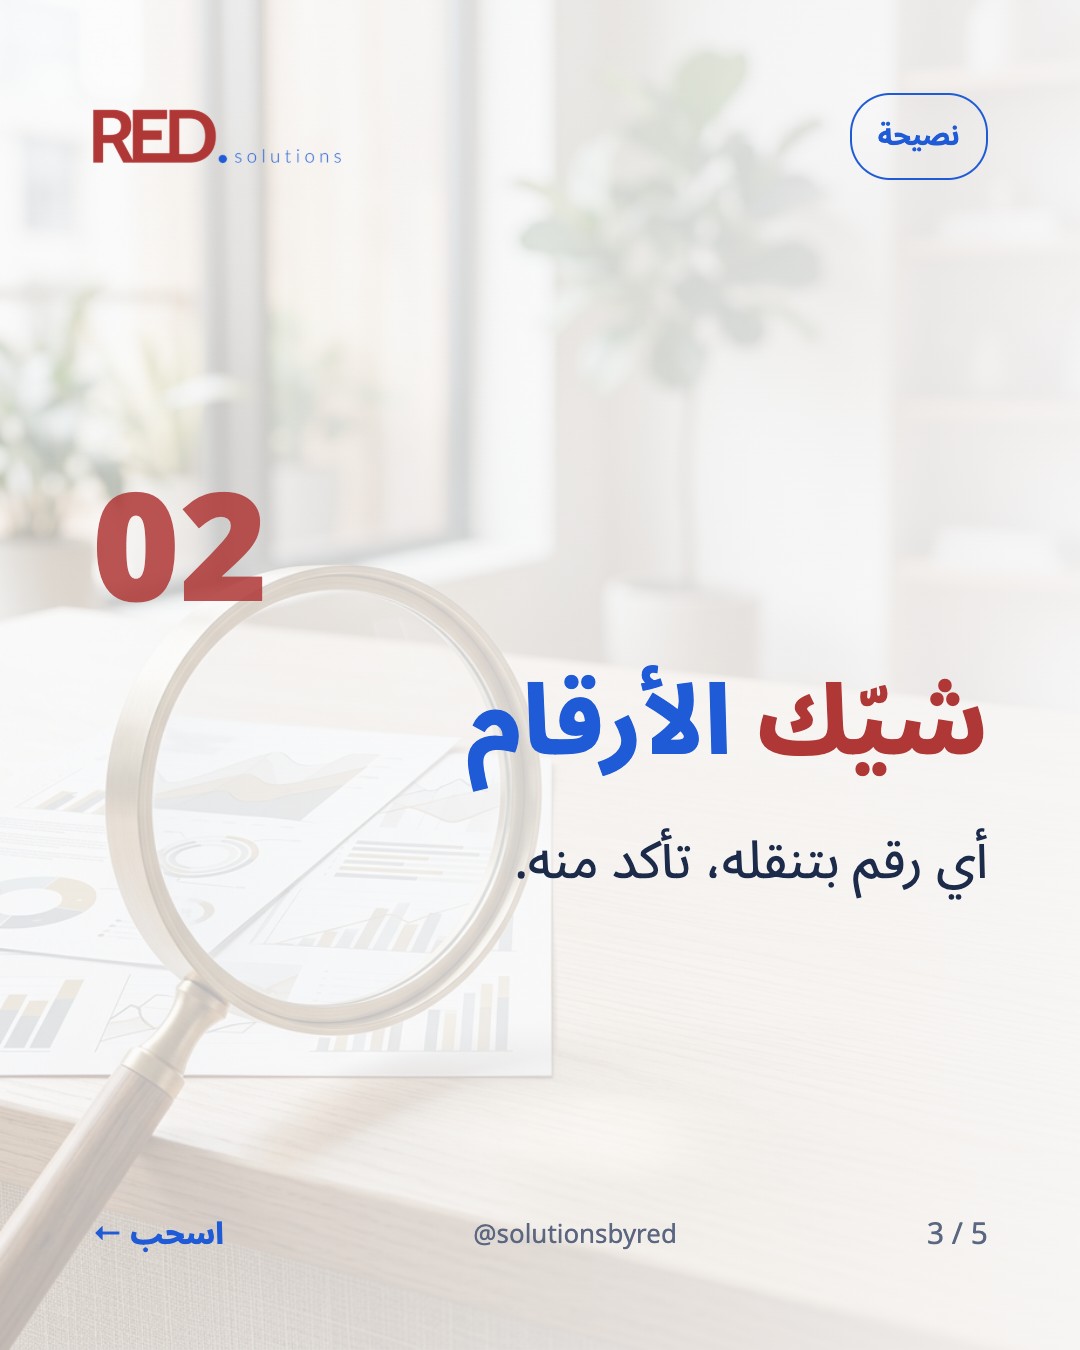 RED.solutions
نصيحة
02
شيّك الأرقام
أي رقم بتنقله، تأكد منه.
اسحب ←
@solutionsbyred
3 / 5